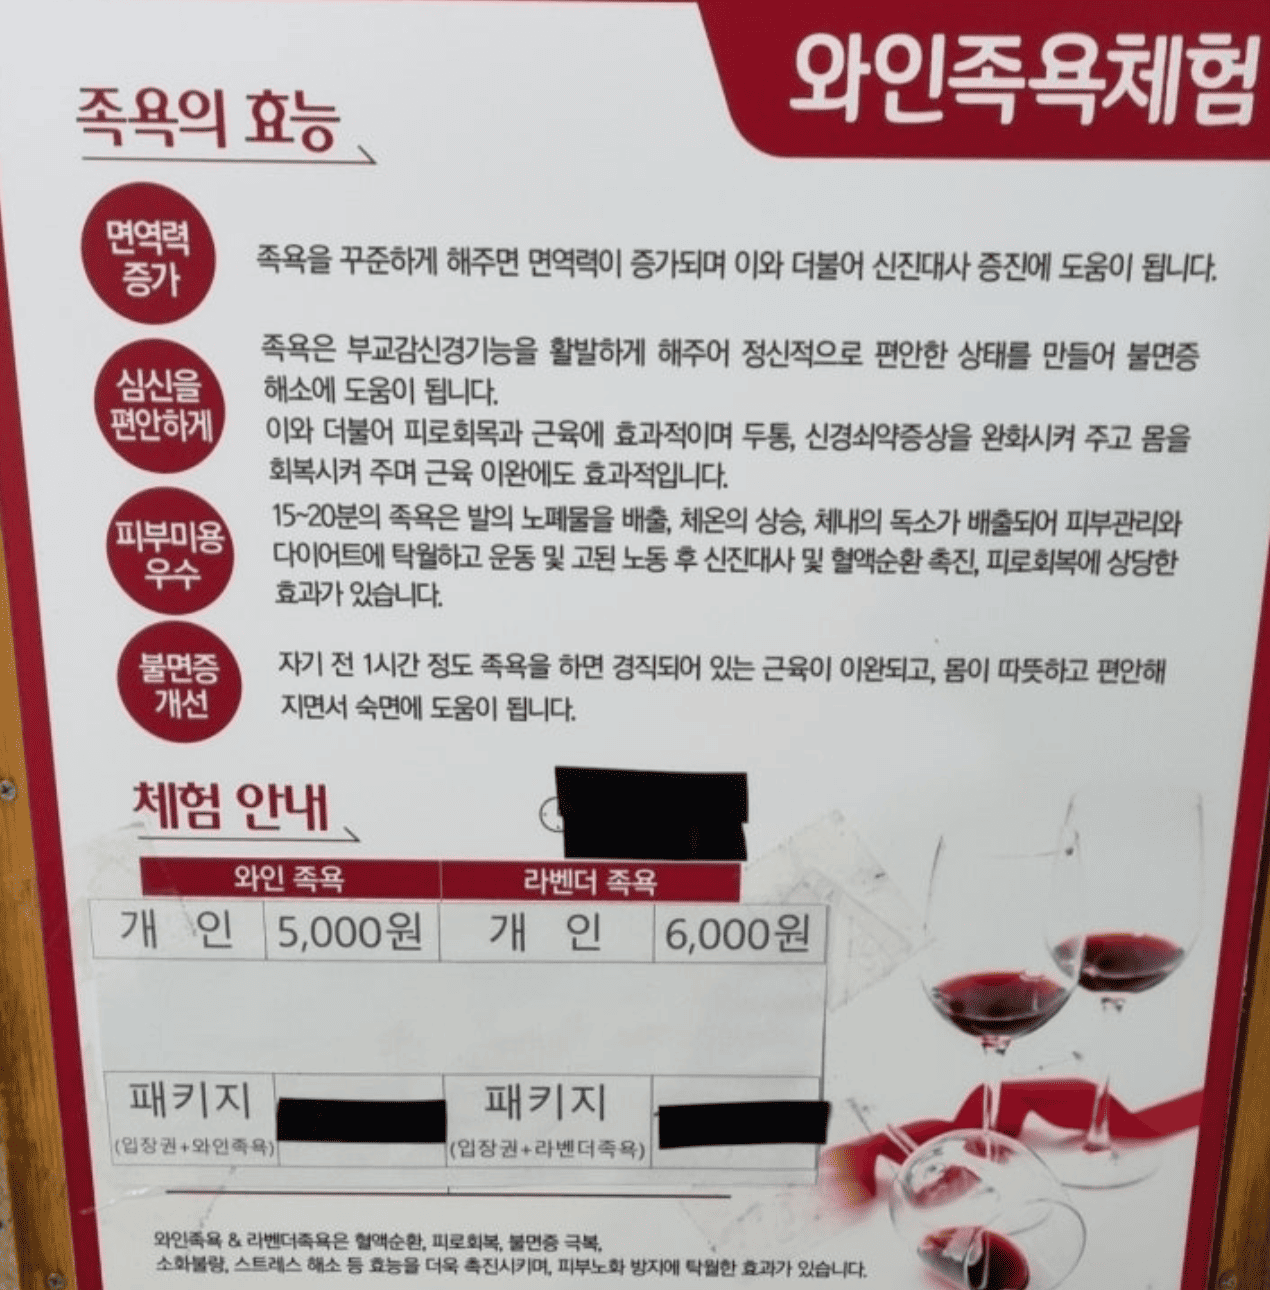 와인족욕체험
족욕의 효능
면역력
증가
족욕을 꾸준하게 해주면 면역력이 증가되며 이와 더불어 신진대사 증진에 도움이 됩니다.
심신을
편안하게
족욕은 부교감신경기능을 활발하게 해주어 정신적으로 편안한 상태를 만들어 불면증
해소에 도움이 됩니다.
이와 더불어 피로회목과 근육에 효과적이며 두통, 신경쇠약증상을 완화시켜 주고 몸을
회복시켜 주며 근육 이완에도 효과적입니다.
피부미용
우수
15~20분의 족욕은 발의 노폐물을 배출, 체온의 상승, 체내의 독소가 배출되어 피부관리와
다이어트에 탁월하고 운동 및 고된 노동 후 신진대사 및 혈액순환 촉진, 피로회복에 상당한
효과가 있습니다.
불면증
개선
자기 전 1시간 정도 족욕을 하면 경직되어 있는 근육이 이완되고, 몸이 따뜻하고 편안해
지면서 숙면에 도움이 됩니다.
체험 안내
와인 족욕 라벤더 족욕
개 인 5,000원 개 인 6,000원
패키지 패키지
(입장권+와인족욕) (입장권+라벤더족욕)
와인족욕 & 라벤더족욕은 혈액순환, 피로회복, 불면증 극복,
소화불량, 스트레스 해소 등 효능을 더욱 촉진시키며, 피부노화 방지에 탁월한 효과가 있습니다.